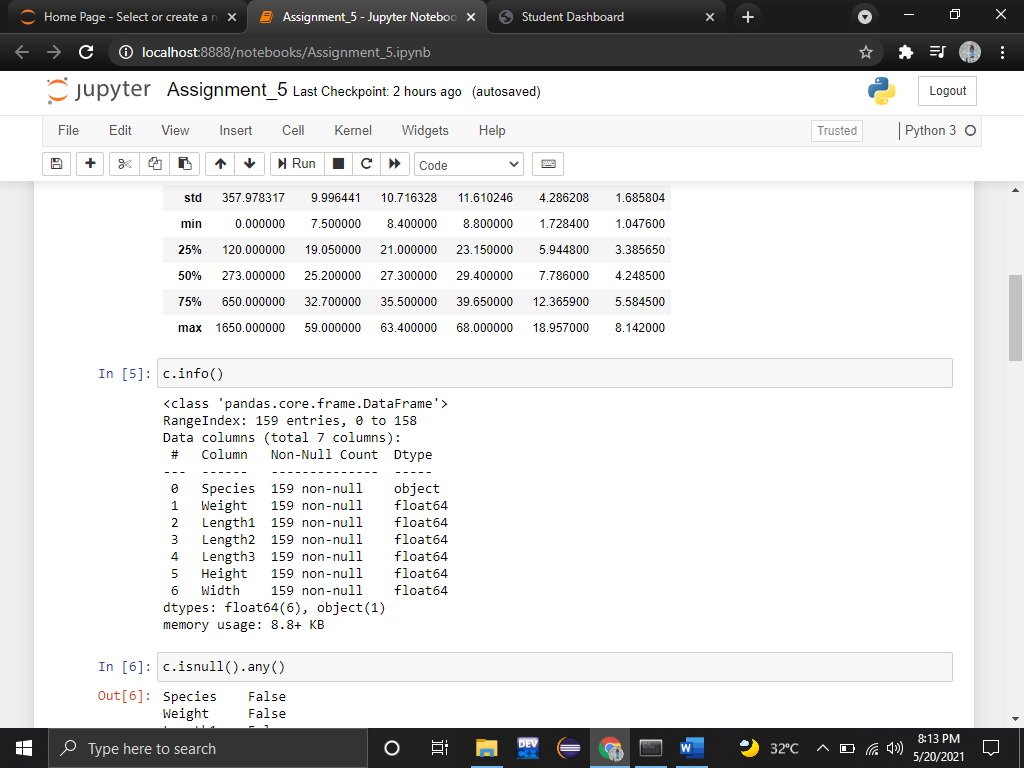 Home Page - Select or create a n
Assignment_5 - Jupyter Noteboo
Student Dashboard
localhost:8888/notebooks/Assignment_5.ipynb
jupyter Assignment_5 Last Checkpoint: 2 hours ago (autosaved)
Logout
File Edit View Insert Cell Kernel Widgets Help
Trusted
Python 3
Run
Code
std 357.978317 9.996441 10.716328 11.610246 4.286208 1.685804
min 0.000000 7.500000 8.400000 8.800000 1.728400 1.047600
25% 120.000000 19.050000 21.000000 23.150000 5.944800 3.385650
50% 273.000000 25.200000 27.300000 29.400000 7.786000 4.248500
75% 650.000000 32.700000 35.500000 39.650000 12.365900 5.584500
max 1650.000000 59.000000 63.400000 68.000000 18.957000 8.142000
In [5]: c.info()
<class 'pandas.core.frame.DataFrame'>
RangeIndex: 159 entries, 0 to 158
Data columns (total 7 columns):
# Column Non-Null Count Dtype
--- ------ -------------- -----
0 Species 159 non-null object
1 Weight 159 non-null float64
2 Length1 159 non-null float64
3 Length2 159 non-null float64
4 Length3 159 non-null float64
5 Height 159 non-null float64
6 Width 159 non-null float64
dtypes: float64(6), object(1)
memory usage: 8.8+ KB
In [6]: c.isnull().any()
Out[6]: Species False
Weight False
Type here to search
DEV
32°C
8:13 PM
5/20/2021